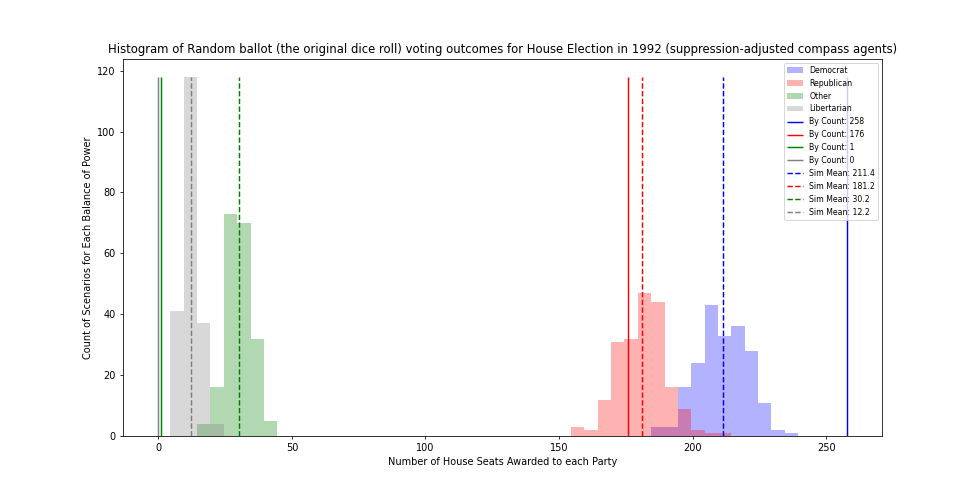 Histogram of Random ballot (the original dice roll) voting outcomes for House Election in 1992 (suppression-adjusted compass agents)
Count of Scenarios for Each Balance of Power
120
100
80
60
40
20
0
0 50 100 150 200 250
Number of House Seats Awarded to each Party
Democrat
Republican
Other
Libertarian
By Count: 258
By Count: 176
By Count: 1
By Count: 0
Sim Mean: 211.4
Sim Mean: 181.2
Sim Mean: 30.2
Sim Mean: 12.2